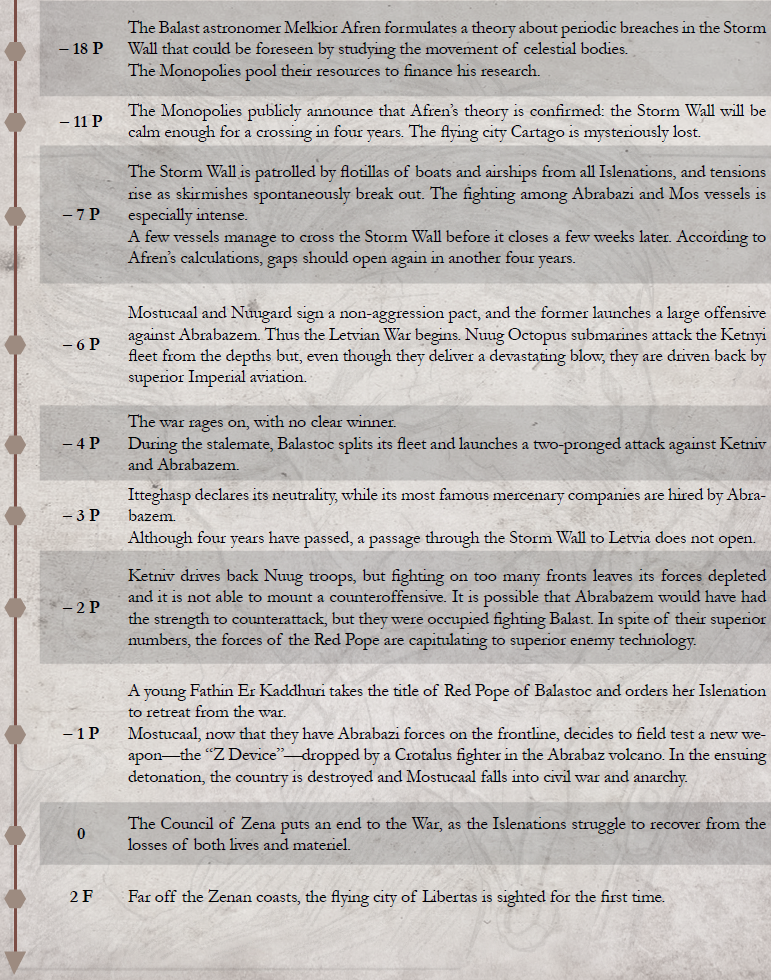 – 18 P
The Balast astronomer Melkior Afren formulates a theory about periodic breaches in the Storm
Wall that could be foreseen by studying the movement of celestial bodies.
The Monopolies pool their resources to finance his research.
– 11 P
The Monopolies publicly announce that Afren's theory is confirmed: the Storm Wall will be
calm enough for a crossing in four years. The flying city Cartago is mysteriously lost.
– 7 P
The Storm Wall is patrolled by flotillas of boats and airships from all Islenations, and tensions
rise as skirmishes spontaneously break out. The fighting among Abrabazi and Mos vessels is
especially intense.
A few vessels manage to cross the Storm Wall before it closes a few weeks later. According to
Afren's calculations, gaps should open again in another four years.
– 6 P
Mostucaal and Nuugard sign a non-aggression pact, and the former launches a large offensive
against Abrabazem. Thus the Letvian War begins. Nuug Octopus submarines attack the Ketnyi
fleet from the depths but, even though they deliver a devastating blow, they are driven back by
superior Imperial aviation.
– 4 P
The war rages on, with no clear winner.
During the stalemate, Balastoc splits its fleet and launches a two-pronged attack against Ketniv
and Abrabazem.
– 3 P
Itteghasp declares its neutrality, while its most famous mercenary companies are hired by Abra-
bazem.
Although four years have passed, a passage through the Storm Wall to Letvia does not open.
– 2 P
Ketniv drives back Nuug troops, but fighting on too many fronts leaves its forces depleted
and it is not able to mount a counteroffensive. It is possible that Abrabazem would have had
the strength to counterattack, but they were occupied fighting Balast. In spite of their superior
numbers, the forces of the Red Pope are capitulating to superior enemy technology.
– 1 P
A young Fathin Er Kaddhuri takes the title of Red Pope of Balastoc and orders her Islenation
to retreat from the war.
Mostucaal, now that they have Abrabazi forces on the frontline, decides to field test a new we-
apon—the "Z Device"—dropped by a Crotalus fighter in the Abrabaz volcano. In the ensuing
detonation, the country is destroyed and Mostucaal falls into civil war and anarchy.
0
The Council of Zena puts an end to the War, as the Islenations struggle to recover from the
losses of both lives and materiel.
2 F
Far off the Zenan coasts, the flying city of Libertas is sighted for the first time.